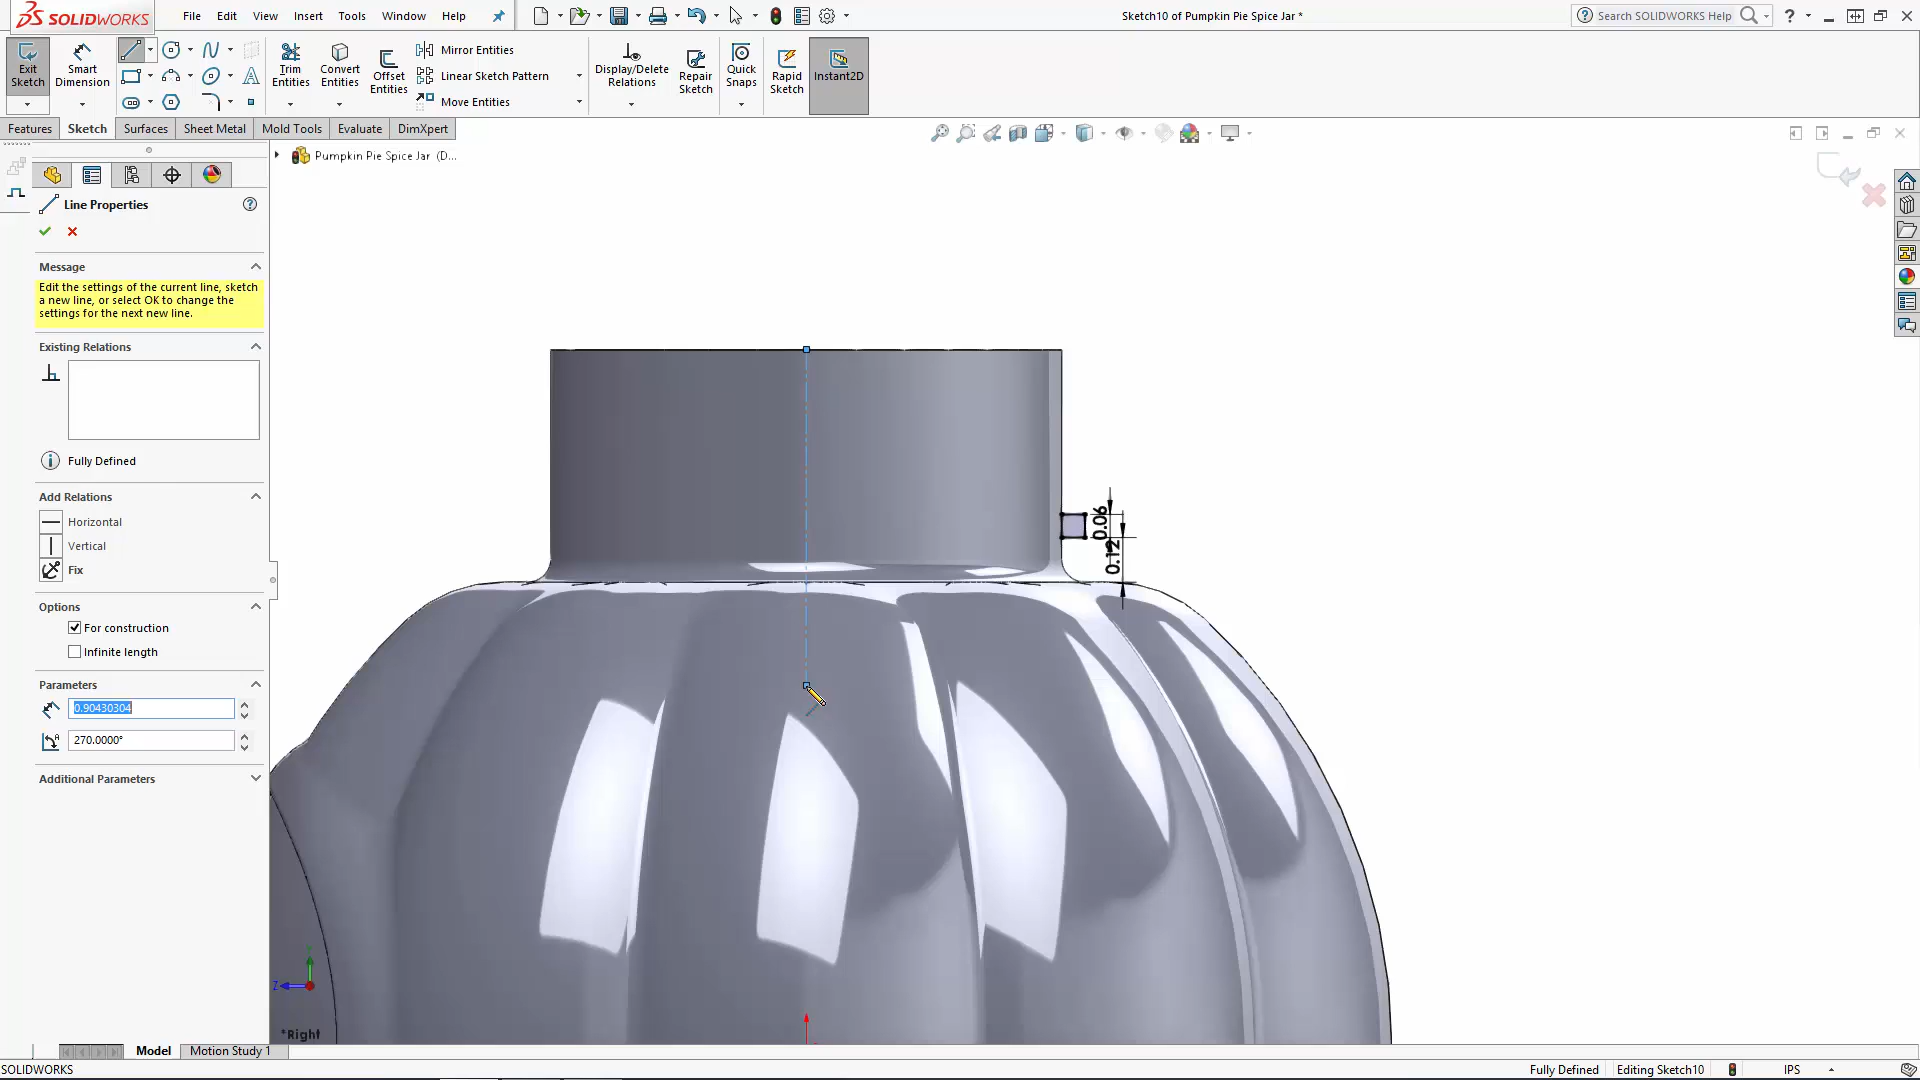 SOLIDWORKS
File Edit View Insert Tools Window Help
Sketch10 of Pumpkin Pie Spice Jar *
Search SOLIDWORKS Help
Exit Sketch
Smart Dimension
Trim Entities
Convert Entities
Offset Entities
Mirror Entities
Linear Sketch Pattern
Move Entities
Display/Delete Relations
Repair Sketch
Quick Snaps
Rapid Sketch
Instant2D
Features Sketch Surfaces Sheet Metal Mold Tools Evaluate DimXpert
Pumpkin Pie Spice Jar (D...
Line Properties
Message
Edit the settings of the current line, sketch
a new line, or select OK to change the
settings for the next new line.
Existing Relations
Fully Defined
Add Relations
Horizontal
Vertical
Fix
Options
For construction
Infinite length
Parameters
0.90430304
270.0000°
Additional Parameters
0.06
0.12
Y
Z
*Right
Model Motion Study 1
SOLIDWORKS
Fully Defined Editing Sketch10 IPS